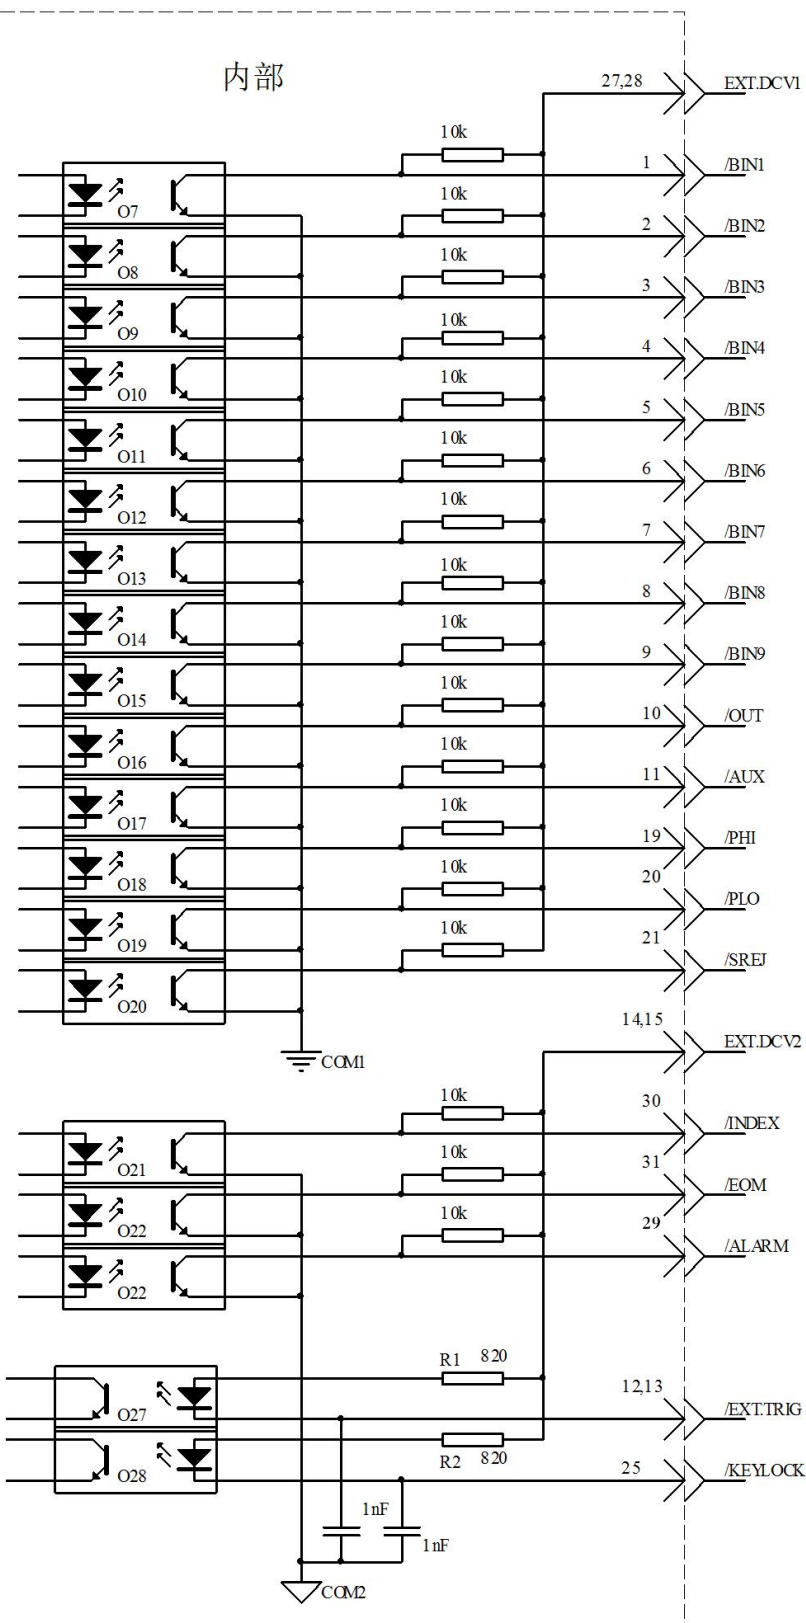 内部
27,28 EXT.DCV1
10k
1 /BIN1
O7
10k
2 /BIN2
O8
10k
3 /BIN3
O9
10k
4 /BIN4
O10
10k
5 /BIN5
O11
10k
6 /BIN6
O12
10k
7 /BIN7
O13
10k
8 /BIN8
O14
10k
9 /BIN9
O15
10k
10 /OUT
O16
10k
11 /AUX
O17
10k
19 /PHI
O18
10k
20 /PLO
O19
10k
21 /SREJ
O20
14,15 EXT.DCV2
COM1
10k
30 /INDEX
O21
10k
31 /EOM
O22
10k
29 /ALARM
O22
R1 820
12,13 /EXT.TRIG
O27
R2 820
25 /KEYLOCK
O28
1nF
1nF
COM2